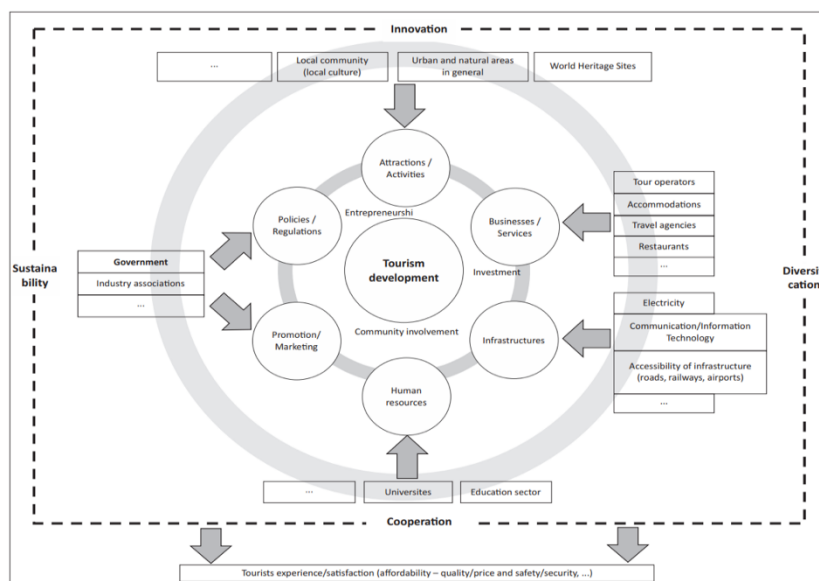 Innovation
...
Local community
(local culture)
Urban and natural areas
in general
World Heritage Sites
Attractions /
Activities
Policies /
Regulations
Entrepreneurshi
Businesses /
Services
Tour operators
Accommodations
Travel agencies
Restaurants
...
Tourism
development
Investment
Government
Industry associations
...
Sustaina
bility
Diversifi
cation
Promotion/
Marketing
Community involvement
Infrastructures
Electricity
Communication/Information
Technology
Accessibility of infrastructure
(roads, railways, airports)
...
Human
resources
...
Universites
Education sector
Cooperation
Tourists experience/satisfaction (affordability – quality/price and safety/security, ...)